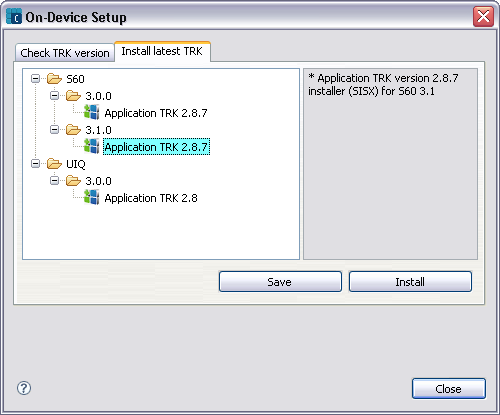 On-Device Setup
Check TRK version
Install latest TRK
S60
3.0.0
Application TRK 2.8.7
3.1.0
Application TRK 2.8.7
UIQ
3.0.0
Application TRK 2.8
* Application TRK version 2.8.7
installer (SISX) for S60 3.1
Save
Install
?
Close